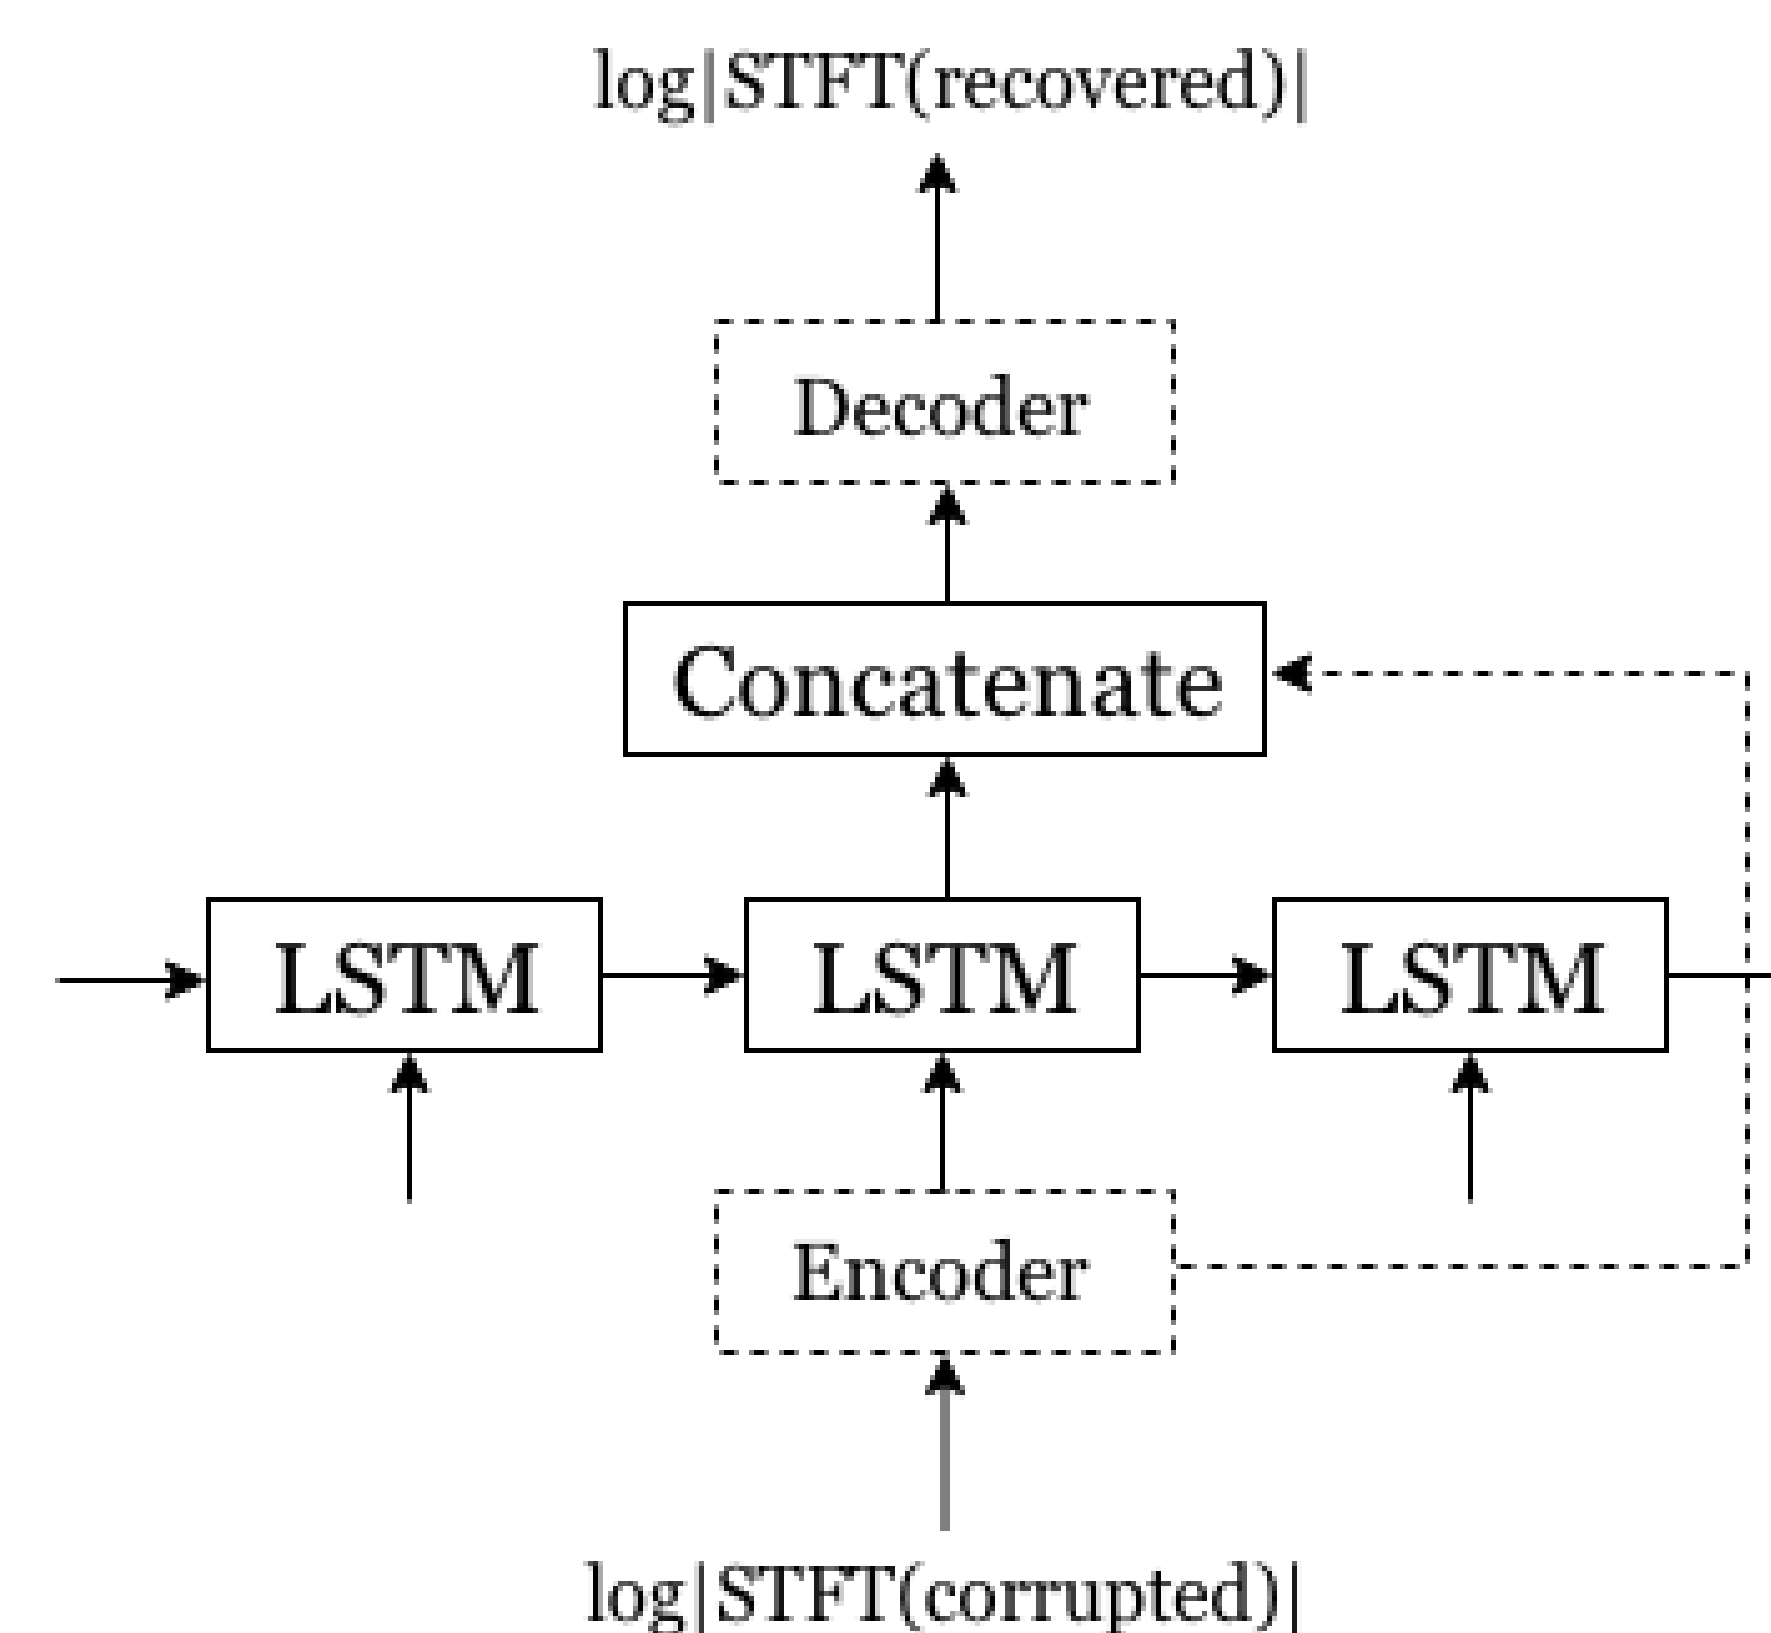 log|STFT(recovered)|
Decoder
Concatenate
LSTM LSTM LSTM
Encoder
log|STFT(corrupted)|